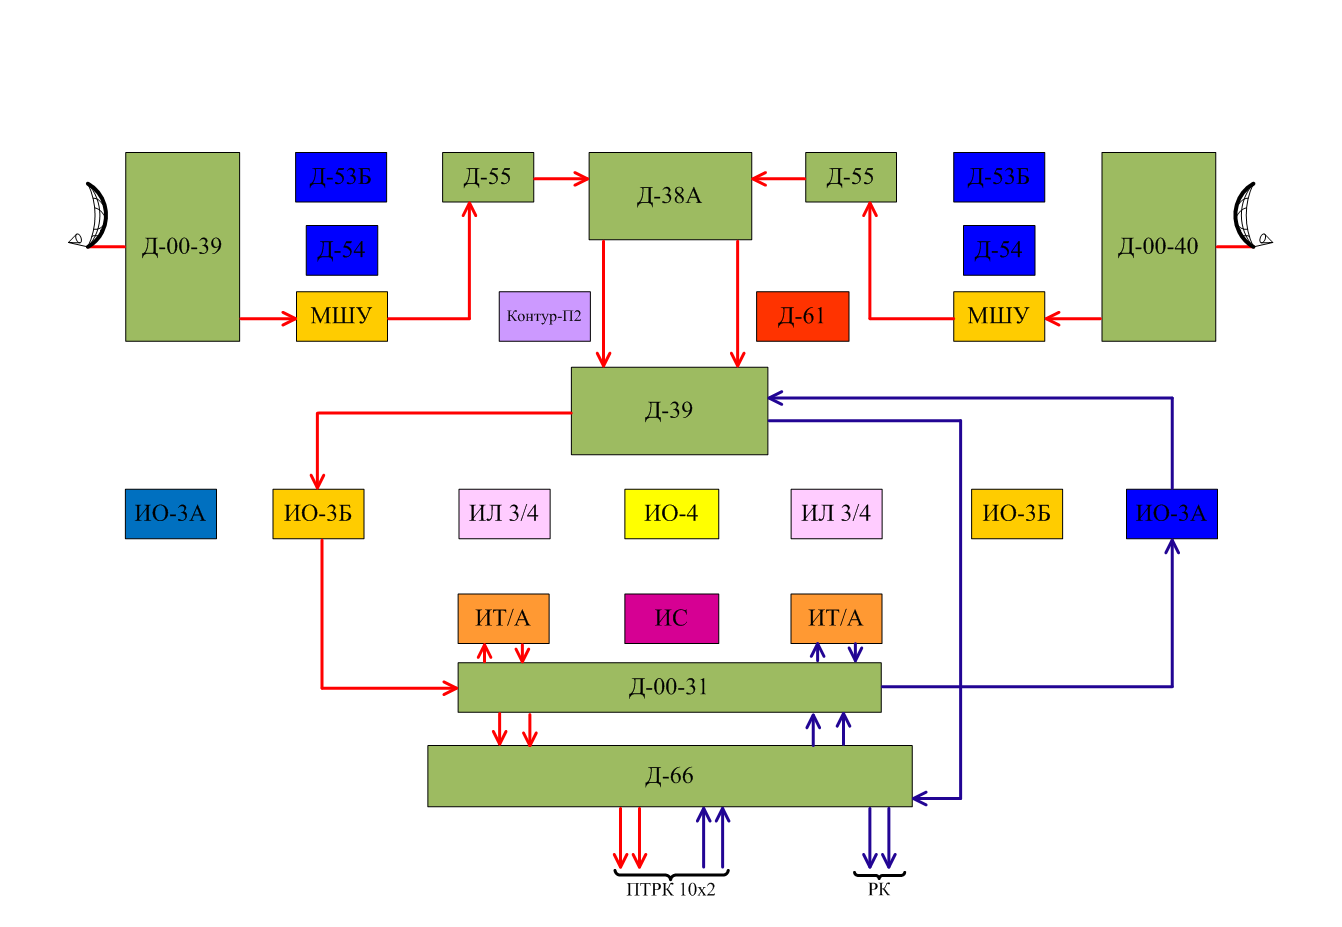 Д-53Б
Д-55
Д-38А
Д-55
Д-53Б
Д-00-39
Д-54
Д-54
Д-00-40
МШУ
Контур-П2
Д-61
МШУ
Д-39
ИО-3А
ИО-3Б
ИЛ 3/4
ИО-4
ИЛ 3/4
ИО-3Б
ИО-3А
ИТ/А
ИС
ИТ/А
Д-00-31
Д-66
ПТРК 10х2
РК